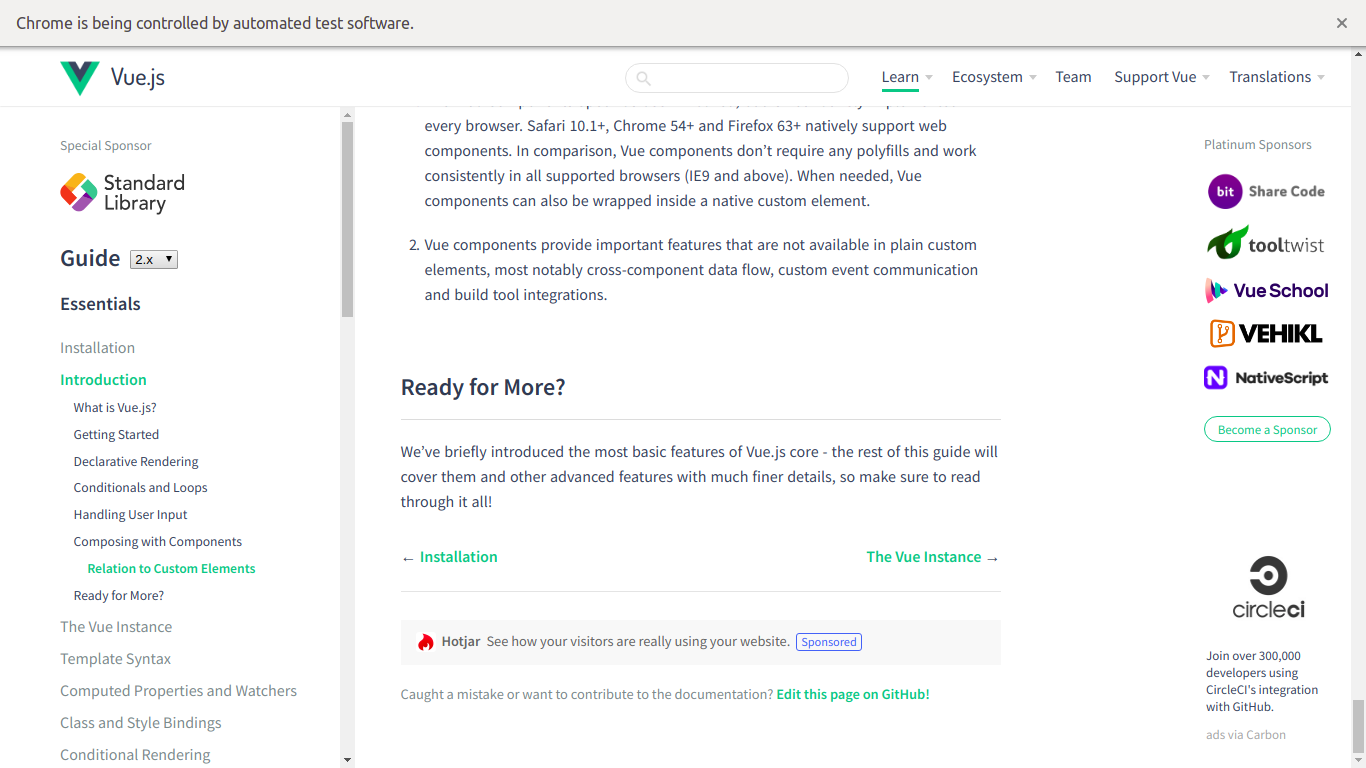 Chrome is being controlled by automated test software.
Vue.js
Learn
Ecosystem
Team
Support Vue
Translations
Special Sponsor
Standard
Library
Guide 2.x
Essentials
Installation
Introduction
What is Vue.js?
Getting Started
Declarative Rendering
Conditionals and Loops
Handling User Input
Composing with Components
Relation to Custom Elements
Ready for More?
The Vue Instance
Template Syntax
Computed Properties and Watchers
Class and Style Bindings
Conditional Rendering
every browser. Safari 10.1+, Chrome 54+ and Firefox 63+ natively support web
components. In comparison, Vue components don’t require any polyfills and work
consistently in all supported browsers (IE9 and above). When needed, Vue
components can also be wrapped inside a native custom element.
2. Vue components provide important features that are not available in plain custom
elements, most notably cross-component data flow, custom event communication
and build tool integrations.
Ready for More?
We’ve briefly introduced the most basic features of Vue.js core - the rest of this guide will
cover them and other advanced features with much finer details, so make sure to read
through it all!
← Installation
The Vue Instance →
Hotjar See how your visitors are really using your website. Sponsored
Caught a mistake or want to contribute to the documentation? Edit this page on GitHub!
Platinum Sponsors
bit Share Code
tooltwist
Vue School
VEHIKL
NativeScript
Become a Sponsor
circleci
Join over 300,000
developers using
CircleCI's integration
with GitHub.
ads via Carbon